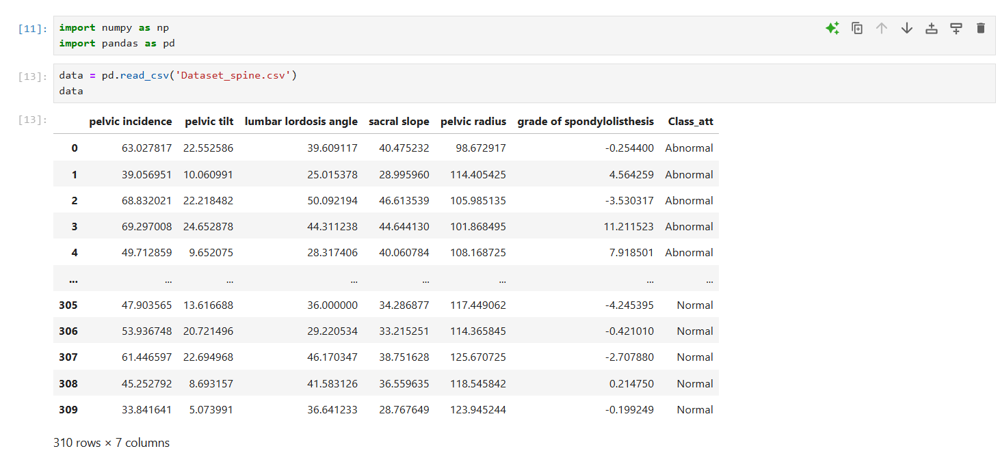 [11]: import numpy as np
import pandas as pd
[13]: data = pd.read_csv('Dataset_spine.csv')
data
[13]: pelvic incidence pelvic tilt lumbar lordosis angle sacral slope pelvic radius grade of spondylolisthesis Class_att
0 63.027817 22.552586 39.609117 40.475232 98.672917 -0.254400 Abnormal
1 39.056951 10.060991 25.015378 28.995960 114.405425 4.564259 Abnormal
2 68.832021 22.218482 50.092194 46.613539 105.985135 -3.530317 Abnormal
3 69.297008 24.652878 44.311238 44.644130 101.868495 11.211523 Abnormal
4 49.712859 9.652075 28.317406 40.060784 108.168725 7.918501 Abnormal
... ... ... ... ... ... ... ...
305 47.903565 13.616688 36.000000 34.286877 117.449062 -4.245395 Normal
306 53.936748 20.721496 29.220534 33.215251 114.365845 -0.421010 Normal
307 61.446597 22.694968 46.170347 38.751628 125.670725 -2.707880 Normal
308 45.252792 8.693157 41.583126 36.559635 118.545842 0.214750 Normal
309 33.841641 5.073991 36.641233 28.767649 123.945244 -0.199249 Normal
310 rows × 7 columns